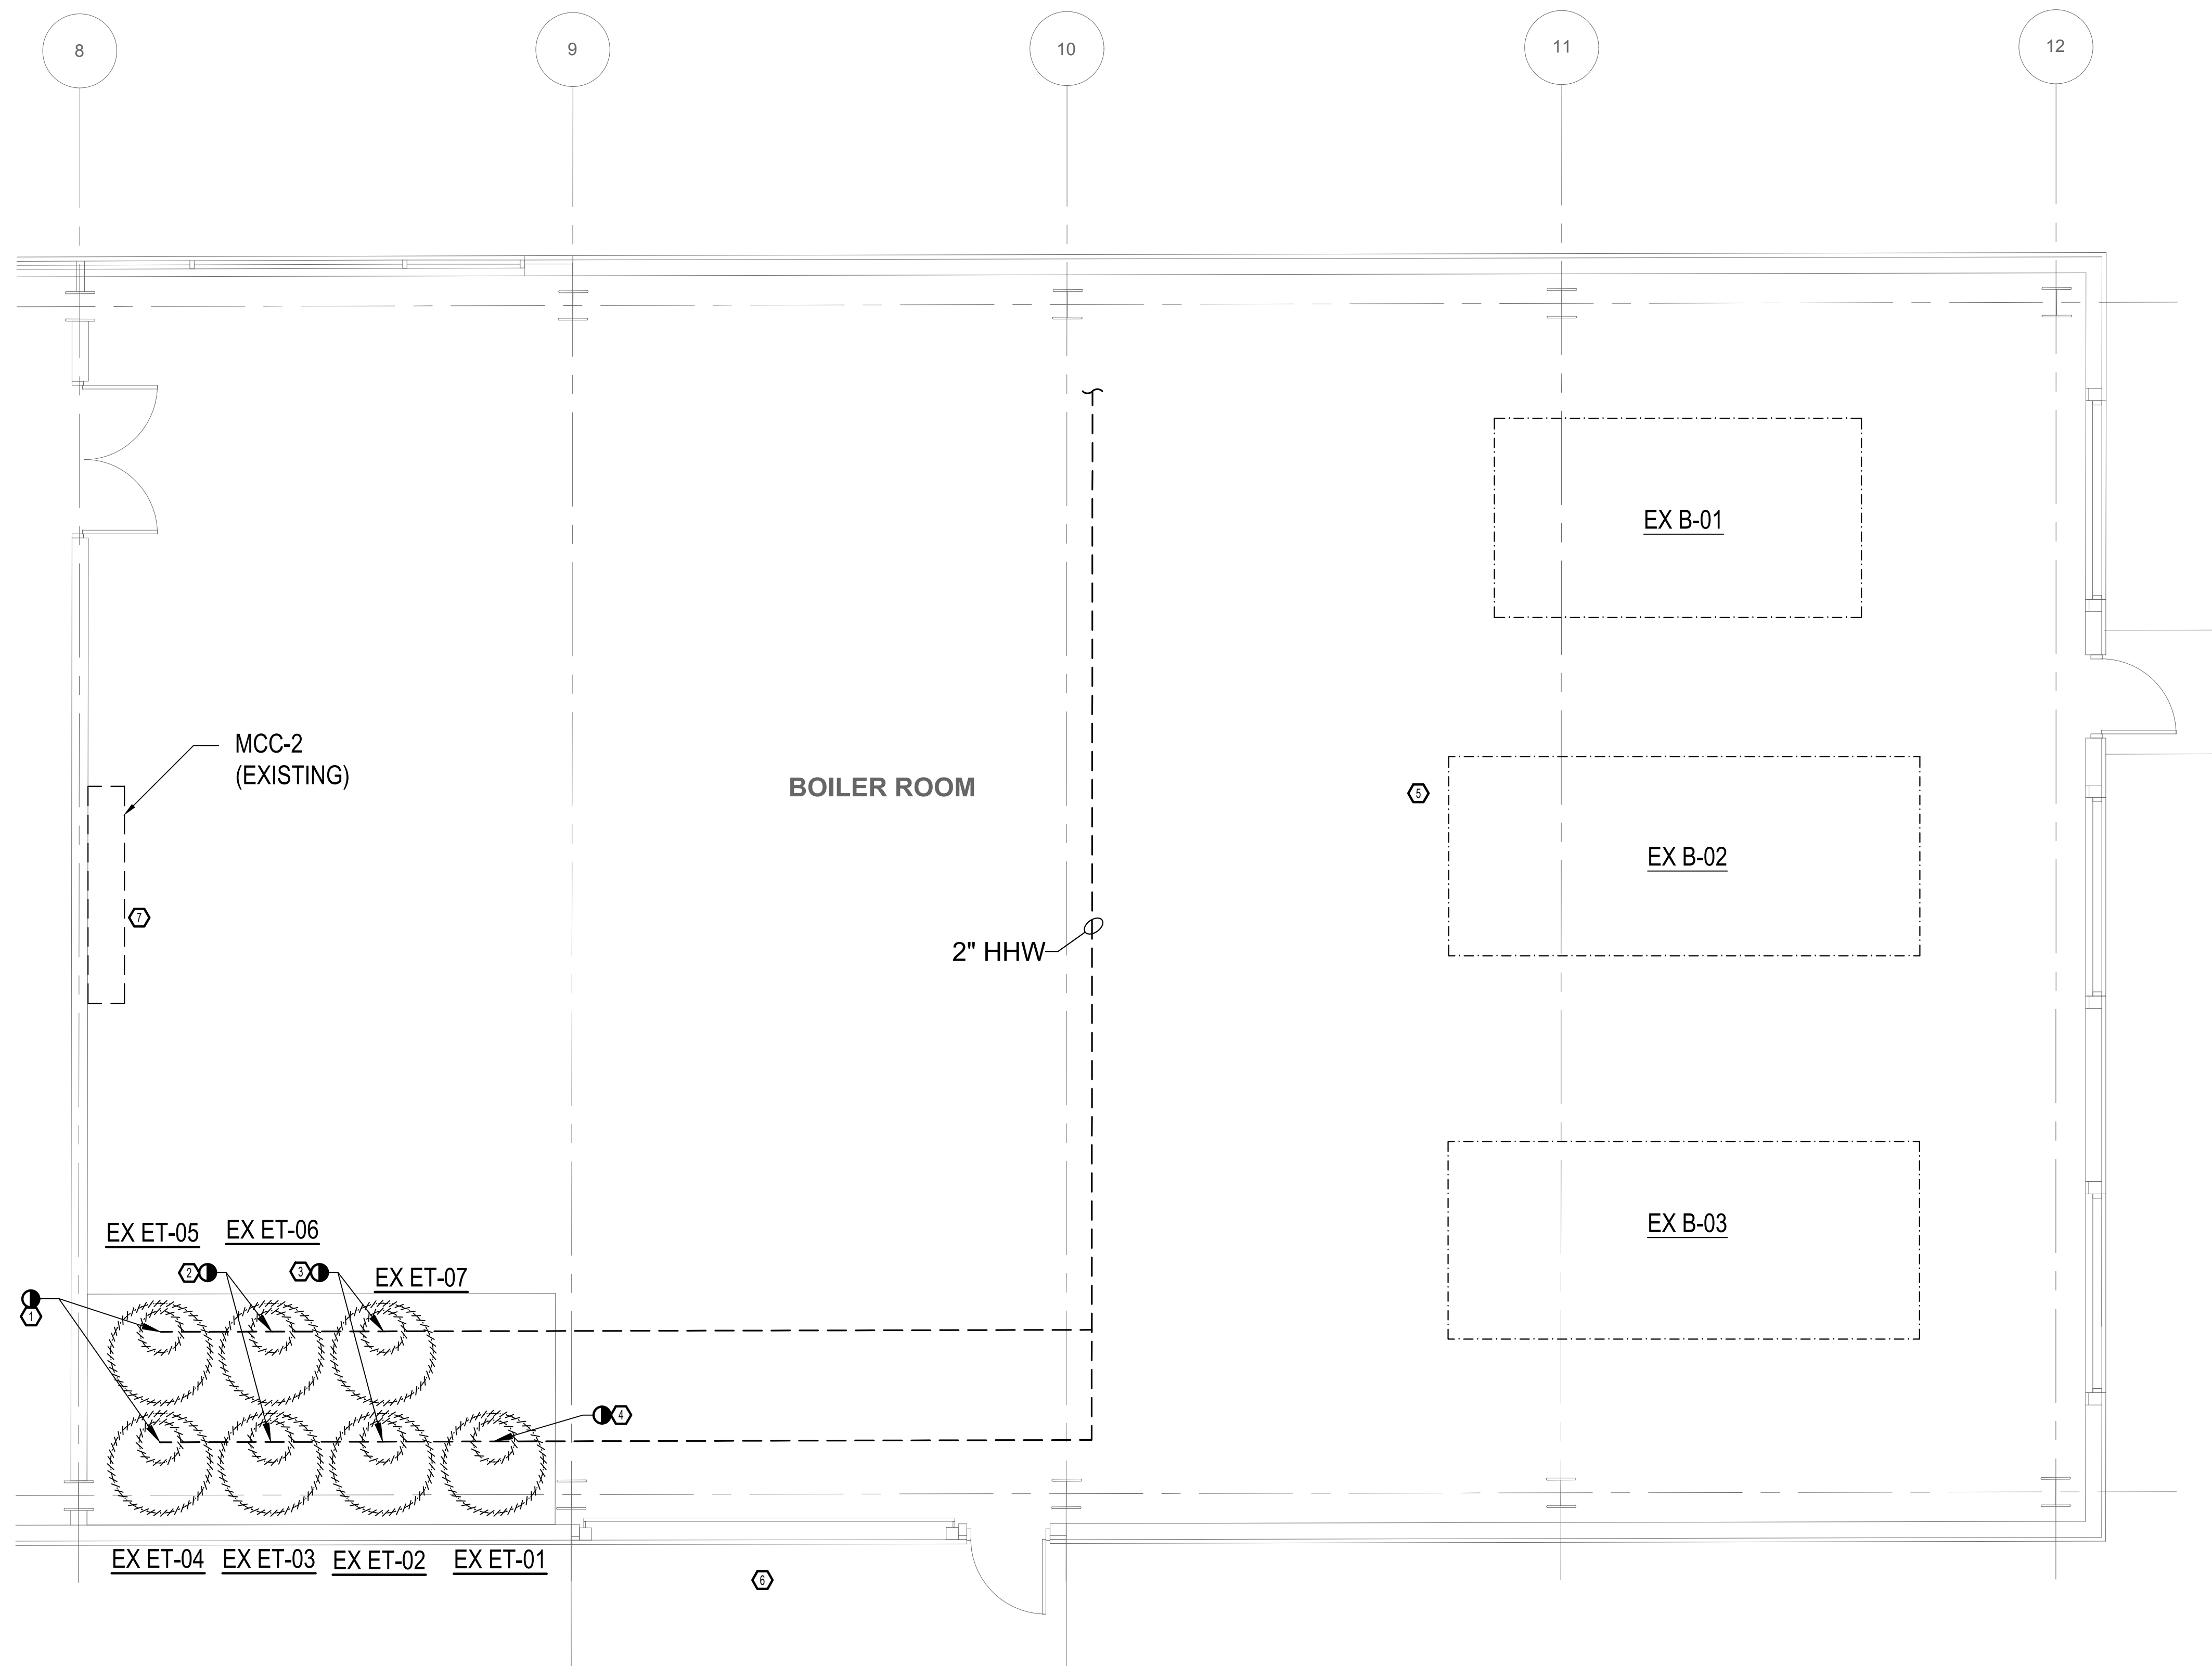 8
9
10
11
12
EX B-01
MCC-2
(EXISTING)
BOILER ROOM
5
EX B-02
7
2" HHW
EX B-03
EX ET-05
EX ET-06
2
3
EX ET-07
1
4
EX ET-04
EX ET-03
EX ET-02
EX ET-01
6